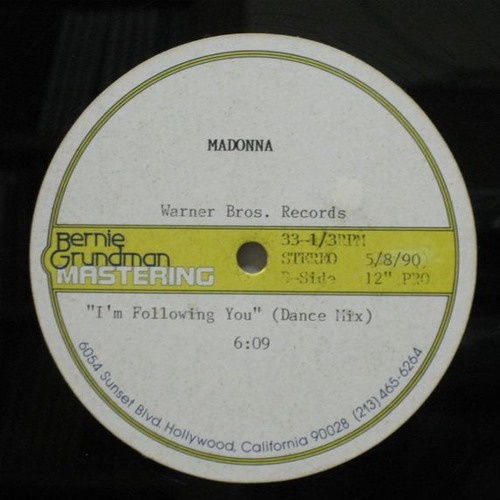 MADONNA
Warner Bros. Records
Bernie
Grundman
MASTERING
33-1/3RPM
STEREO 5/8/90
-Side 12"
"I'm Following You" (Dance Mix)
6:09
6054 Sunset Blvd. Hollywood, California 90028 (213) 465-6264